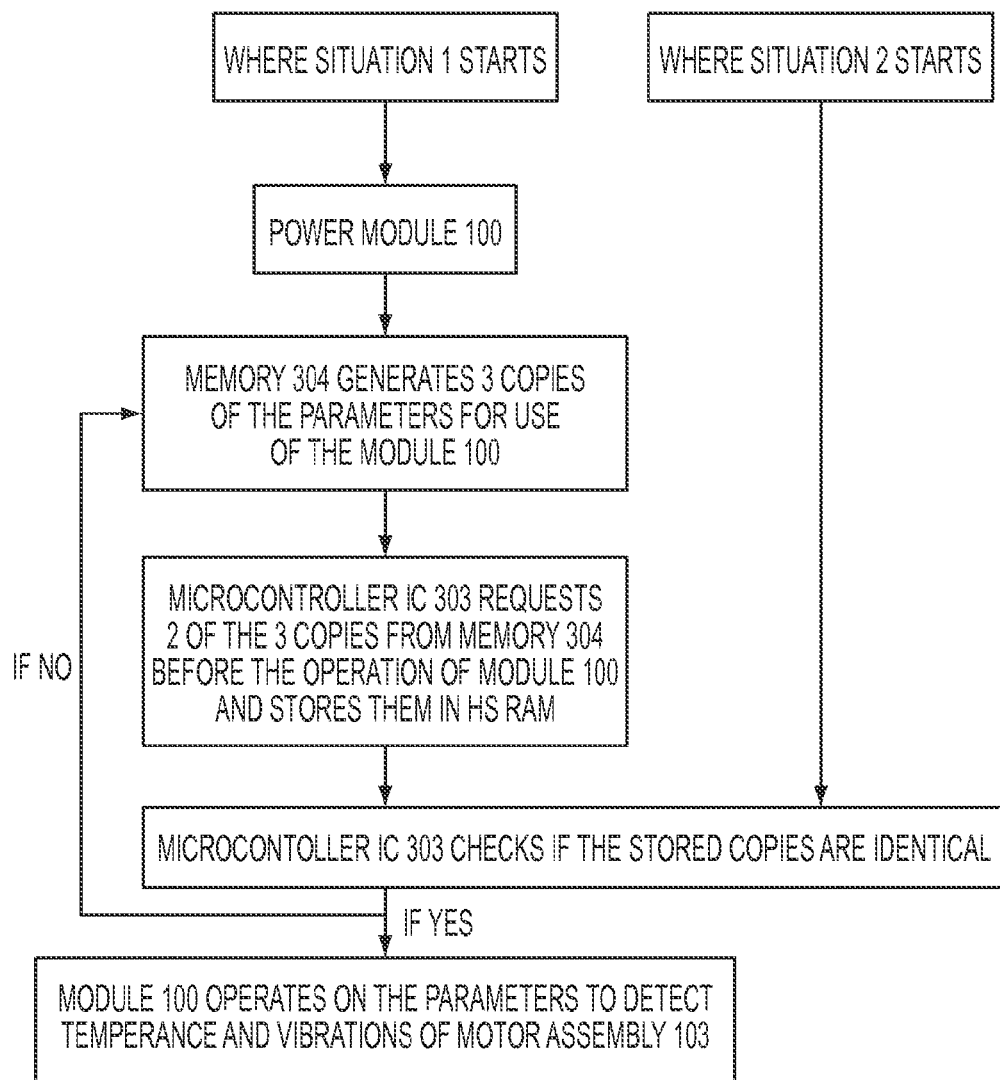 WHERE SITUATION 1 STARTS
WHERE SITUATION 2 STARTS
POWER MODULE 100
MEMORY 304 GENERATES 3 COPIES
OF THE PARAMETERS FOR USE
OF THE MODULE 100
MICROCONTROLLER IC 303 REQUESTS
2 OF THE 3 COPIES FROM MEMORY 304
BEFORE THE OPERATION OF MODULE 100
AND STORES THEM IN HS RAM
IF NO
MICROCONTOLLER IC 303 CHECKS IF THE STORED COPIES ARE IDENTICAL
IF YES
MODULE 100 OPERATES ON THE PARAMETERS TO DETECT
TEMPERANCE AND VIBRATIONS OF MOTOR ASSEMBLY 103